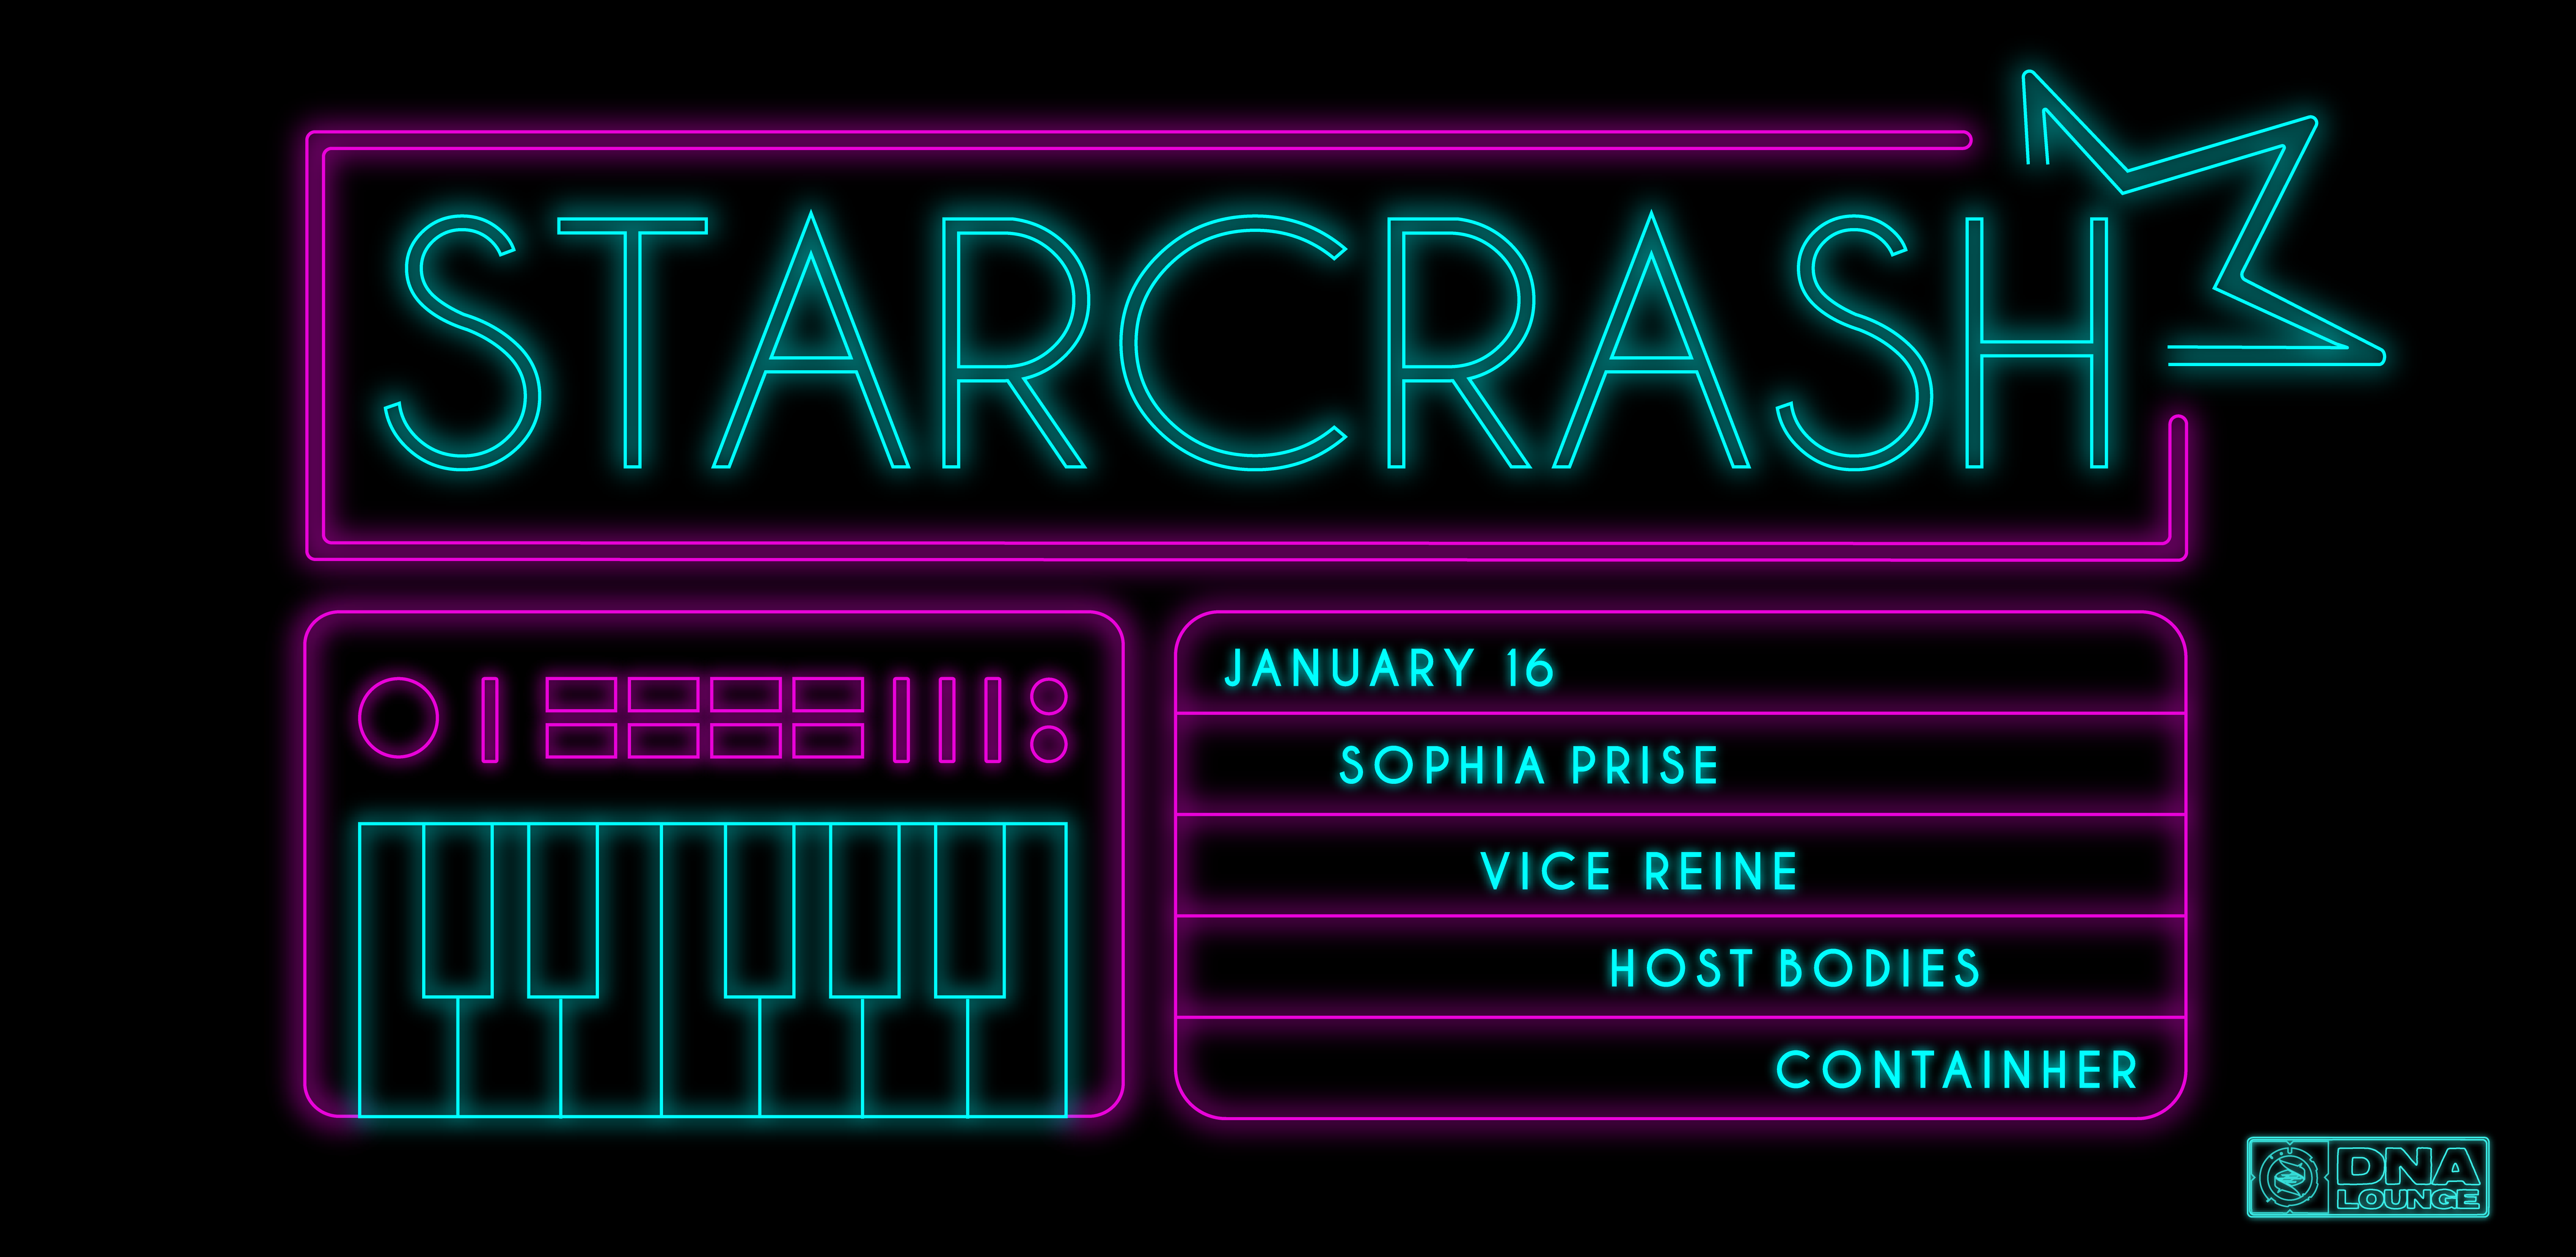 STARCRASH
JANUARY 16
SOPHIA PRISE
VICE REINE
HOST BODIES
CONTAINHER
DNA
LOUNGE